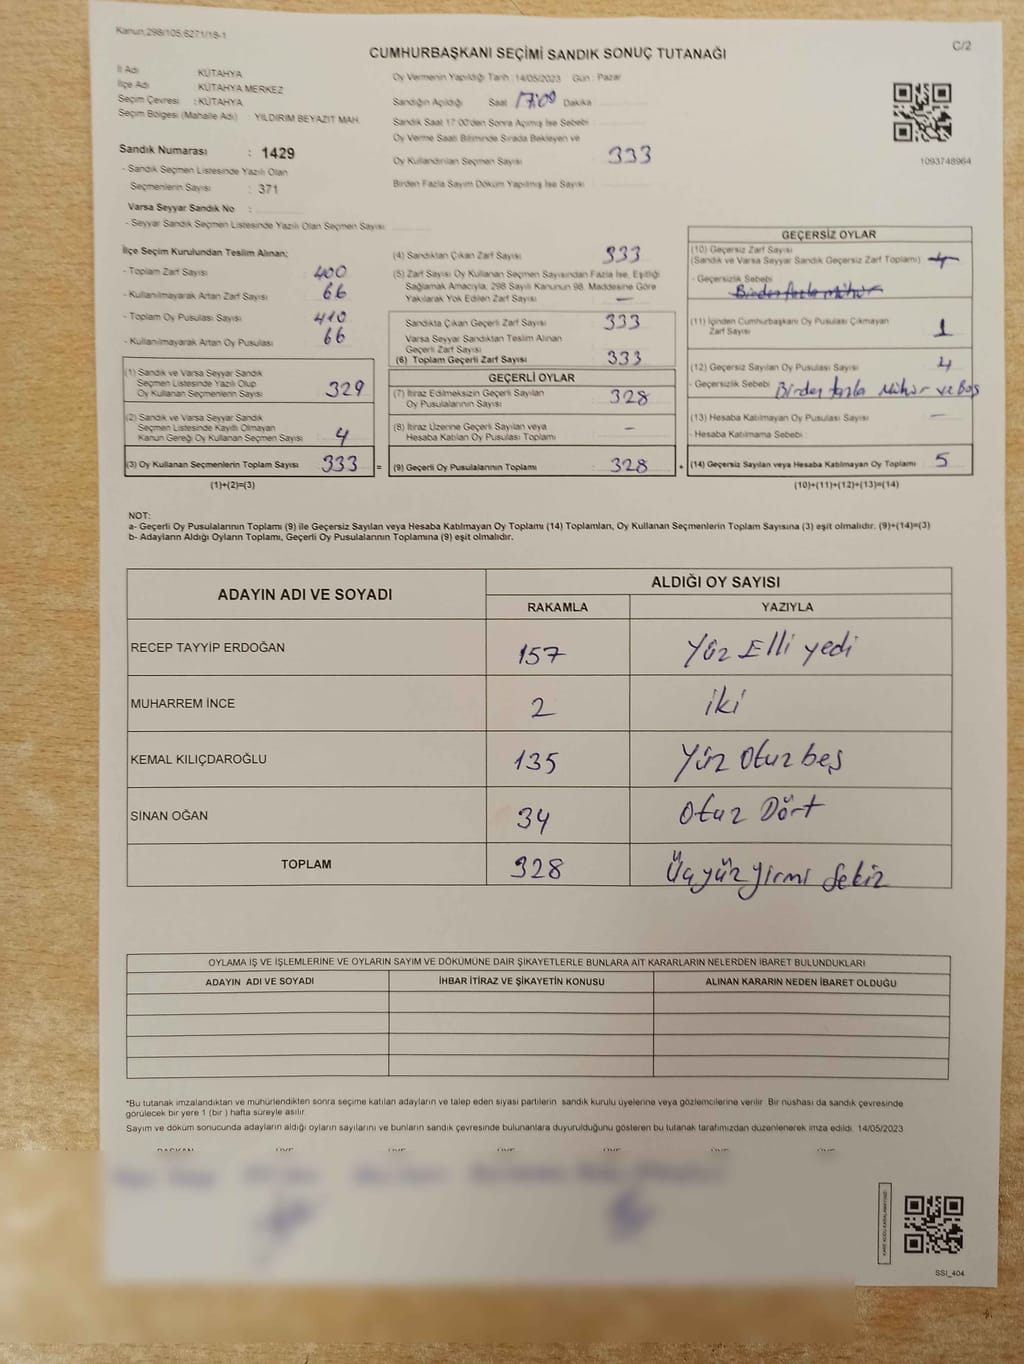 Kanun;298/105;6271/18-1
C/2
CUMHURBAŞKANI SEÇİMİ SANDIK SONUÇ TUTANAĞI
İl Adı KÜTAHYA
İlçe Adı KÜTAHYA MERKEZ
Seçim Çevresi : KÜTAHYA
Seçim Bölgesi (Mahalle Adı) : YILDIRIM BEYAZIT MAH.
Sandık Numarası : 1429
- Sandık Seçmen Listesinde Yazılı Olan
Seçmenlerin Sayısı : 371
Varsa Seyyar Sandık No :
- Seyyar Sandık Seçmen Listesinde Yazılı Olan Seçmen Sayısı:
Oy Vermenin Yapıldığı Tarih : 14/05/2023 Gün : Pazar
Sandığın Açıldığı Saat 17:00 Dakika
Sandık Saat 17:00'den Sonra Açılmış İse Sebebi :
Oy Verme Saati Bitiminde Sırada Bekleyen ve
Oy Kullandırılan Seçmen Sayısı : 333
Birden Fazla Sayım Döküm Yapılmış İse Sayısı :
1093748964
İlçe Seçim Kurulundan Teslim Alınan;
- Toplam Zarf Sayısı : 400
- Kullanılmayarak Artan Zarf Sayısı : 66
- Toplam Oy Pusulası Sayısı : 410
- Kullanılmayarak Artan Oy Pusulası : 66
(1) Sandık ve Varsa Seyyar Sandık
Seçmen Listesinde Yazılı Olup
Oy Kullanan Seçmenlerin Sayısı : 329
(2) Sandık ve Varsa Seyyar Sandık
Seçmen Listesinde Kayıtlı Olmayan
Kanun Gereği Oy Kullanan Seçmen Sayısı : 4
(3) Oy Kullanan Seçmenlerin Toplam Sayısı : 333 =
(1)+(2)=(3)
(4) Sandıktan Çıkan Zarf Sayısı : 333
(5) Zarf Sayısı Oy Kullanan Seçmen Sayısından Fazla İse, Eşitliği
Sağlamak Amacıyla, 298 Sayılı Kanunun 98. Maddesine Göre
Yakılarak Yok Edilen Zarf Sayısı : —
Sandıkta Çıkan Geçerli Zarf Sayısı : 333
Varsa Seyyar Sandıktan Teslim Alınan
Geçerli Zarf Sayısı :
(6) Toplam Geçerli Zarf Sayısı : 333
GEÇERLİ OYLAR
(7) İtiraz Edilmeksizin Geçerli Sayılan
Oy Pusulalarının Sayısı : 328
(8) İtiraz Üzerine Geçerli Sayılan veya
Hesaba Katılan Oy Pusulası Toplamı : —
(9) Geçerli Oy Pusulalarının Toplamı : 328 +
GEÇERSİZ OYLAR
(10) Geçersiz Zarf Sayısı
(Sandık ve Varsa Seyyar Sandık Geçersiz Zarf Toplamı) : 4
- Geçersizlik Sebebi
Birden fazla mühür
(11) İçinden Cumhurbaşkanı Oy Pusulası Çıkmayan
Zarf Sayısı : 1
(12) Geçersiz Sayılan Oy Pusulası Sayısı : 4
- Geçersizlik Sebebi : Birden fazla Mühür ve Boş
(13) Hesaba Katılmayan Oy Pusulası Sayısı : —
- Hesaba Katılmama Sebebi :
(14) Geçersiz Sayılan veya Hesaba Katılmayan Oy Toplamı : 5
(10)+(11)+(12)+(13)=(14)
NOT:
a- Geçerli Oy Pusulalarının Toplamı (9) ile Geçersiz Sayılan veya Hesaba Katılmayan Oy Toplamı (14) Toplamları, Oy Kullanan Seçmenlerin Toplam Sayısına (3) eşit olmalıdır. (9)+(14)=(3)
b- Adayların Aldığı Oyların Toplamı, Geçerli Oy Pusulalarının Toplamına (9) eşit olmalıdır.
ADAYIN ADI VE SOYADI ALDIĞI OY SAYISI
RAKAMLA YAZIYLA
RECEP TAYYİP ERDOĞAN 157 Yüz Elli yedi
MUHARREM İNCE 2 iki
KEMAL KILIÇDAROĞLU 135 Yüz Otuz beş
SİNAN OĞAN 34 Otuz Dört
TOPLAM 328 Üçyüz yirmi Sekiz
OYLAMA İŞ VE İŞLEMLERİNE VE OYLARIN SAYIM VE DÖKÜMÜNE DAİR ŞİKAYETLERLE BUNLARA AİT KARARLARIN NELERDEN İBARET BULUNDUKLARI
ADAYIN ADI VE SOYADI İHBAR İTİRAZ VE ŞİKAYETİN KONUSU ALINAN KARARIN NEDEN İBARET OLDUĞU
*Bu tutanak imzalandıktan ve mühürlendikten sonra seçime katılan adayların ve talep eden siyasi partilerin sandık kurulu üyelerine veya gözlemcilerine verilir. Bir nüshası da sandık çevresinde
görülecek bir yere 1 (bir ) hafta süreyle asılır.
Sayım ve döküm sonucunda adayların aldığı oyların sayılarını ve bunların sandık çevresinde bulunanlara duyurulduğunu gösteren bu tutanak tarafımızdan düzenlenerek imza edildi. 14/05/2023
BAŞKAN ÜYE ÜYE ÜYE ÜYE ÜYE ÜYE
SSI_404